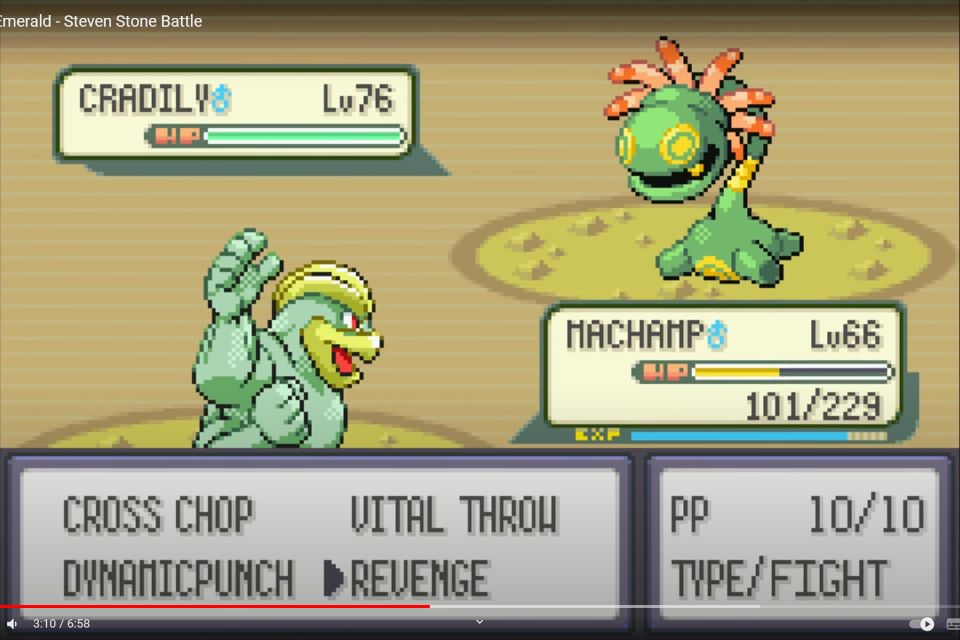 Emerald - Steven Stone Battle
CRADILY♂ Lv76
HP
MACHAMP♂ Lv66
HP
101/229
EXP
CROSS CHOP VITAL THROW
DYNAMICPUNCH ▶REVENGE
PP 10/10
TYPE/FIGHT
3:10 / 6:58